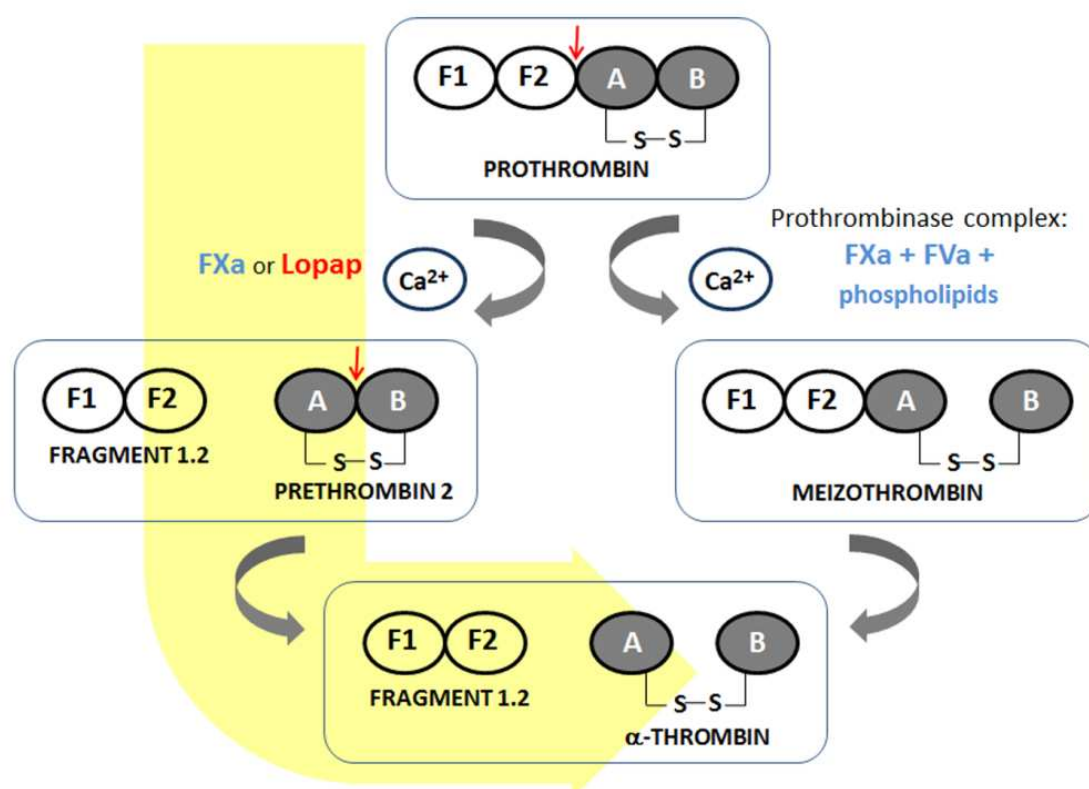 F1 F2 A B
S—S
PROTHROMBIN
Prothrombinase complex:
FXa or Lopap
Ca2+
Ca2+
FXa + FVa +
phospholipids
F1 F2 A B
FRAGMENT 1.2
S—S
PRETHROMBIN 2
F1 F2 A B
S—S
MEIZOTHROMBIN
F1 F2 A B
FRAGMENT 1.2
S—S
α-THROMBIN